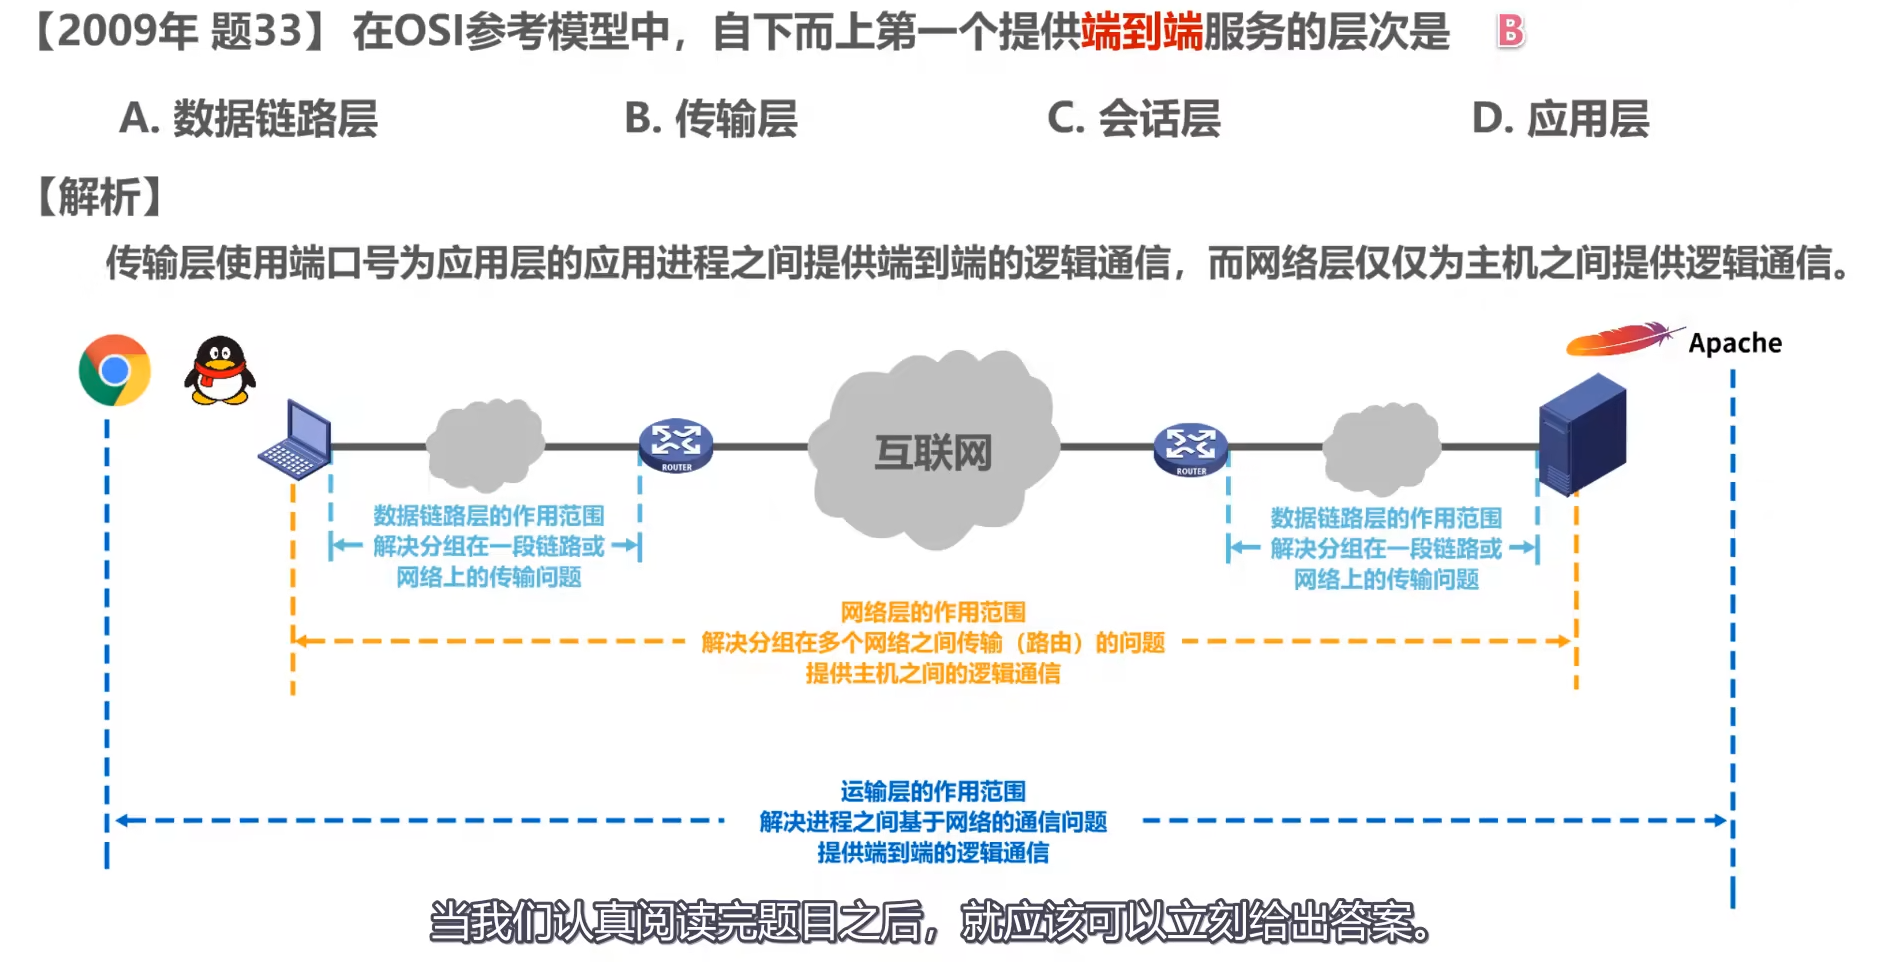 【2009年 题33】在OSI参考模型中，自下而上第一个提供端到端服务的层次是 B
A. 数据链路层 B. 传输层 C. 会话层 D. 应用层
【解析】
传输层使用端口号为应用层的应用进程之间提供端到端的逻辑通信，而网络层仅仅为主机之间提供逻辑通信。
Apache
互联网
ROUTER
ROUTER
数据链路层的作用范围
解决分组在一段链路或
网络上的传输问题
数据链路层的作用范围
解决分组在一段链路或
网络上的传输问题
网络层的作用范围
解决分组在多个网络之间传输（路由）的问题
提供主机之间的逻辑通信
运输层的作用范围
解决进程之间基于网络的通信问题
提供端到端的逻辑通信
当我们认真阅读完题目之后，就应该可以立刻给出答案。